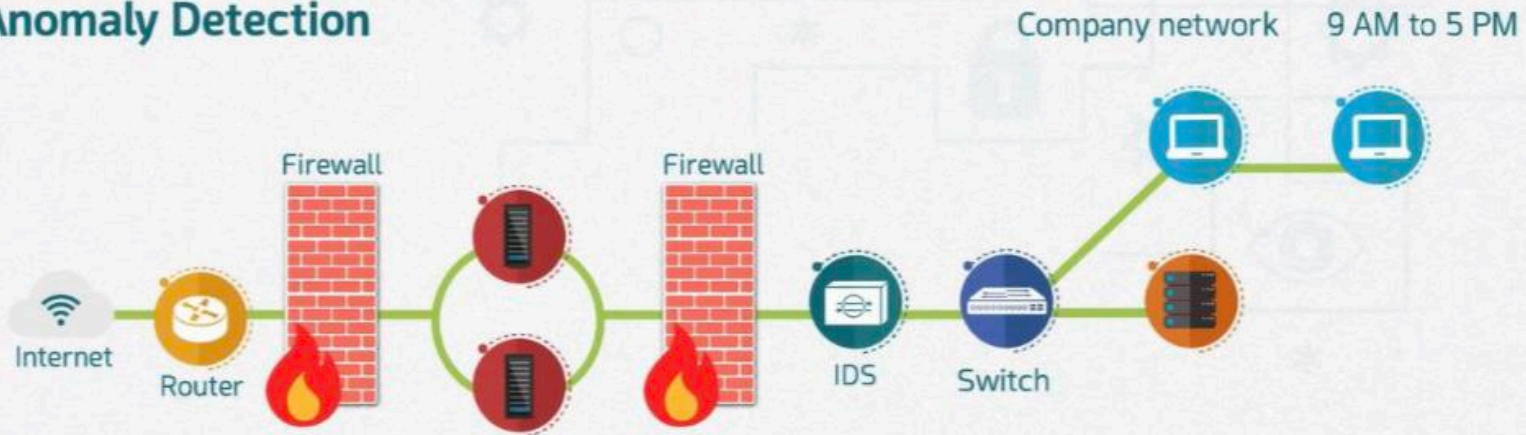 Anomaly Detection
Company network 9 AM to 5 PM
Firewall
Firewall
Internet
Router
IDS
Switch